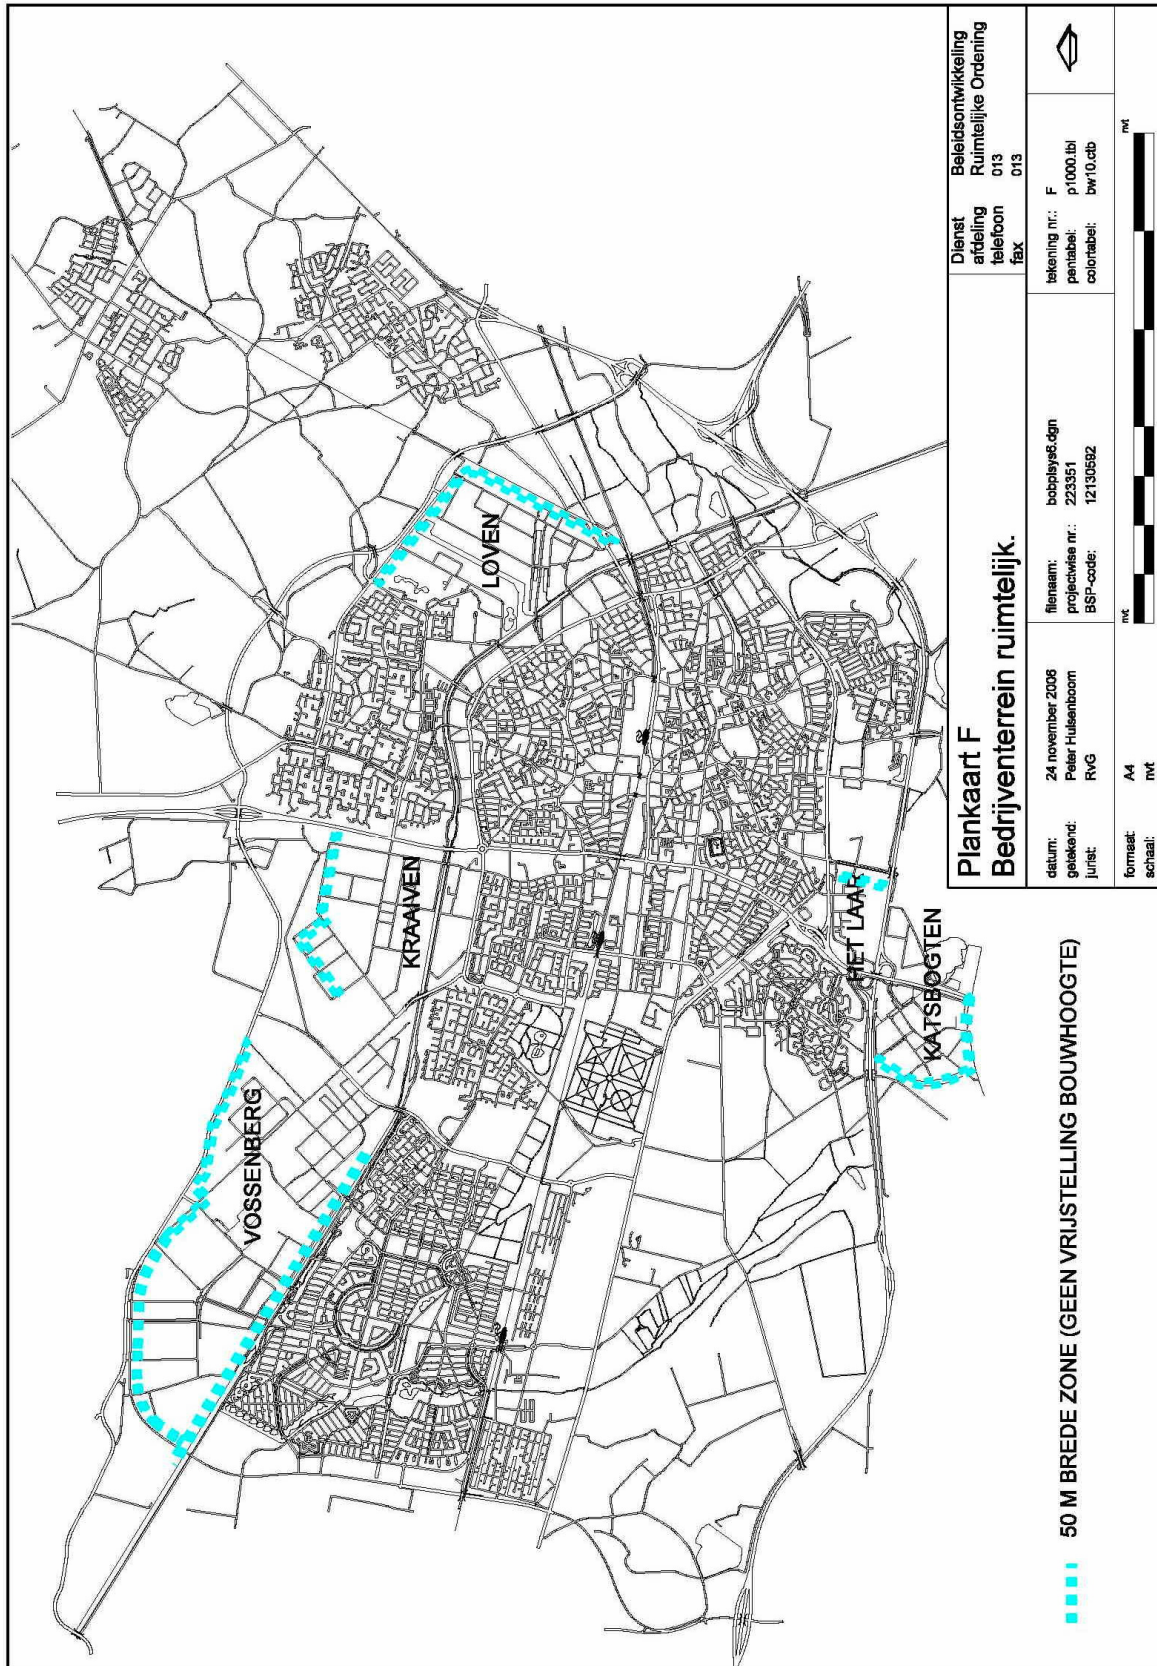 VOSSENBERG
KRAAIVEN
LOVEN
HET LAAR
KATSBOGTEN
50 M BREDE ZONE (GEEN VRIJSTELLING BOUWHOOGTE)
Plankaart F
Bedrijventerrein ruimtelijk.
Dienst Beleidsontwikkeling
afdeling Ruimtelijke Ordening
telefoon 013
fax 013
datum: 24 november 2006
getekend: Peter Hulsenboom
jurist: RvG
filenaam: bobplsys6.dgn
projectwise nr.: 223351
BSP-code: 12130592
tekening nr.: F
pentabel: p1000.tbl
colortabel: bw10.ctb
formaat: A4
schaal: nvt
nvt
nvt